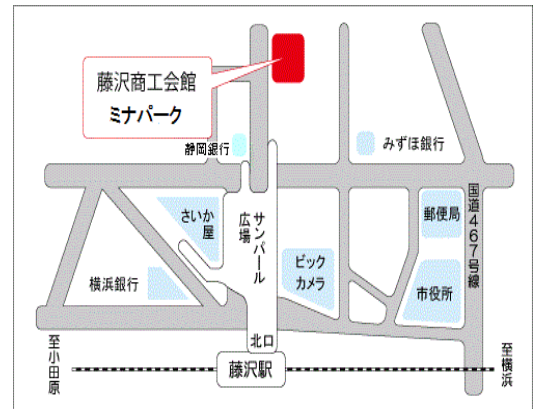 藤沢商工会館
ミナパーク
静岡銀行
みずほ銀行
さいか
屋
サンパール
広場
郵便局
国道467号線
横浜銀行
ビック
カメラ
市役所
北口
藤沢駅
至小田原
至横浜